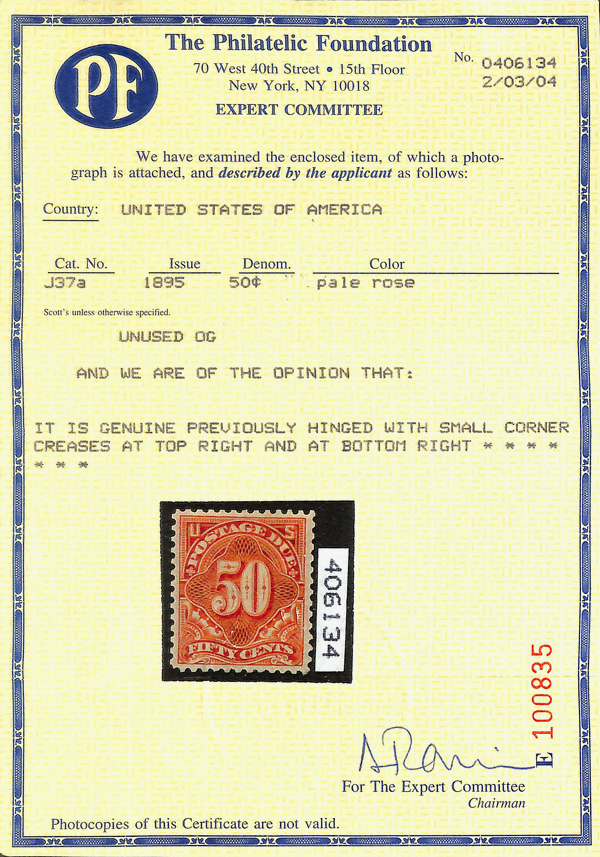 PF
The Philatelic Foundation
70 West 40th Street • 15th Floor
New York, NY 10018
EXPERT COMMITTEE
No. 0406134
2/03/04
We have examined the enclosed item, of which a photo-
graph is attached, and described by the applicant as follows:
Country: UNITED STATES OF AMERICA
Cat. No. Issue Denom. Color
J37a 1895 50¢ pale rose
Scott's unless otherwise specified.
UNUSED OG
AND WE ARE OF THE OPINION THAT:
IT IS GENUINE PREVIOUSLY HINGED WITH SMALL CORNER
CREASES AT TOP RIGHT AND AT BOTTOM RIGHT * * * *
* * *
U S
POSTAGE DUE
50
FIFTY CENTS
406134
E 100835
For The Expert Committee
Chairman
Photocopies of this Certificate are not valid.